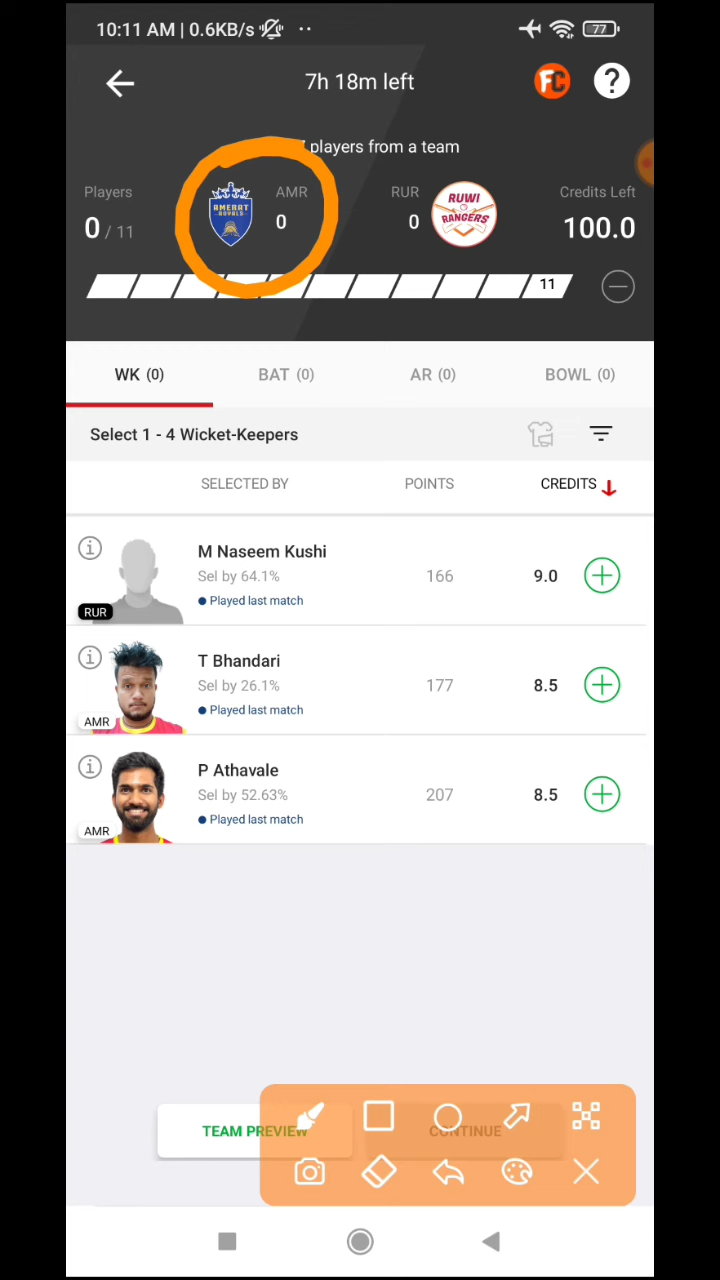 10:11 AM | 0.6KB/s
77
7h 18m left
FC
?
players from a team
Players
AMR
RUR
Credits Left
0 / 11
AMERAT
ROYALS
0
0
RUWI
RANGERS
100.0
11
WK (0)
BAT (0)
AR (0)
BOWL (0)
Select 1 - 4 Wicket-Keepers
SELECTED BY
POINTS
CREDITS
M Naseem Kushi
Sel by 64.1%
166
9.0
Played last match
RUR
T Bhandari
Sel by 26.1%
177
8.5
Played last match
AMR
P Athavale
Sel by 52.63%
207
8.5
Played last match
AMR
TEAM PREVIEW
CONTINUE